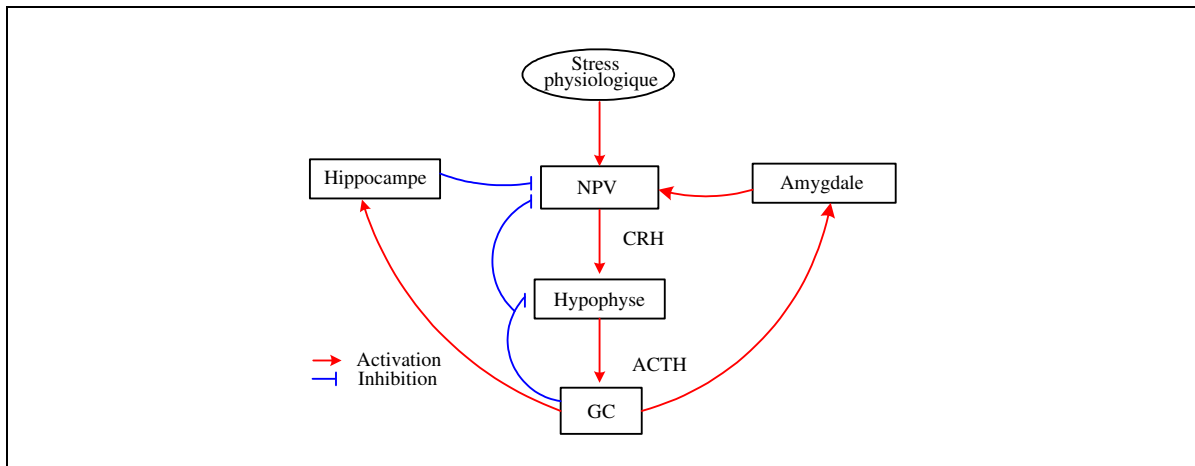 Stress
physiologique
Hippocampe
NPV
Amygdale
CRH
Hypophyse
Activation
Inhibition
ACTH
GC